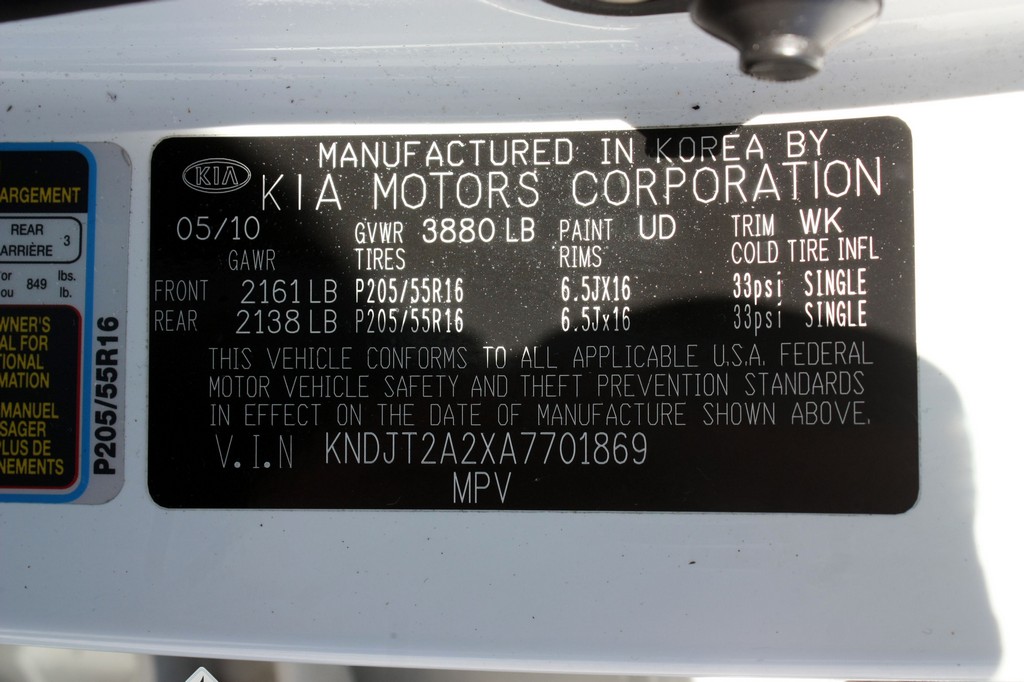 MANUFACTURED IN KOREA BY
KIA
KIA MOTORS CORPORATION
05/10 GVWR 3880 LB PAINT UD TRIM WK
GAWR TIRES RIMS COLD TIRE INFL
FRONT 2161 LB P205/55R16 6.5JX16 33psi SINGLE
REAR 2138 LB P205/55R16 6.5Jx16 33psi SINGLE
THIS VEHICLE CONFORMS TO ALL APPLICABLE U.S.A. FEDERAL
MOTOR VEHICLE SAFETY AND THEFT PREVENTION STANDARDS
IN EFFECT ON THE DATE OF MANUFACTURE SHOWN ABOVE.
V.I.N KNDJT2A2XA7701869
MPV
ARGEMENT
REAR
ARRIÈRE 3
or 849 lbs.
ou lb.
WNER'S
AL FOR
TIONAL
MATION
MANUEL
SAGER
PLUS DE
NEMENTS
P205/55R16